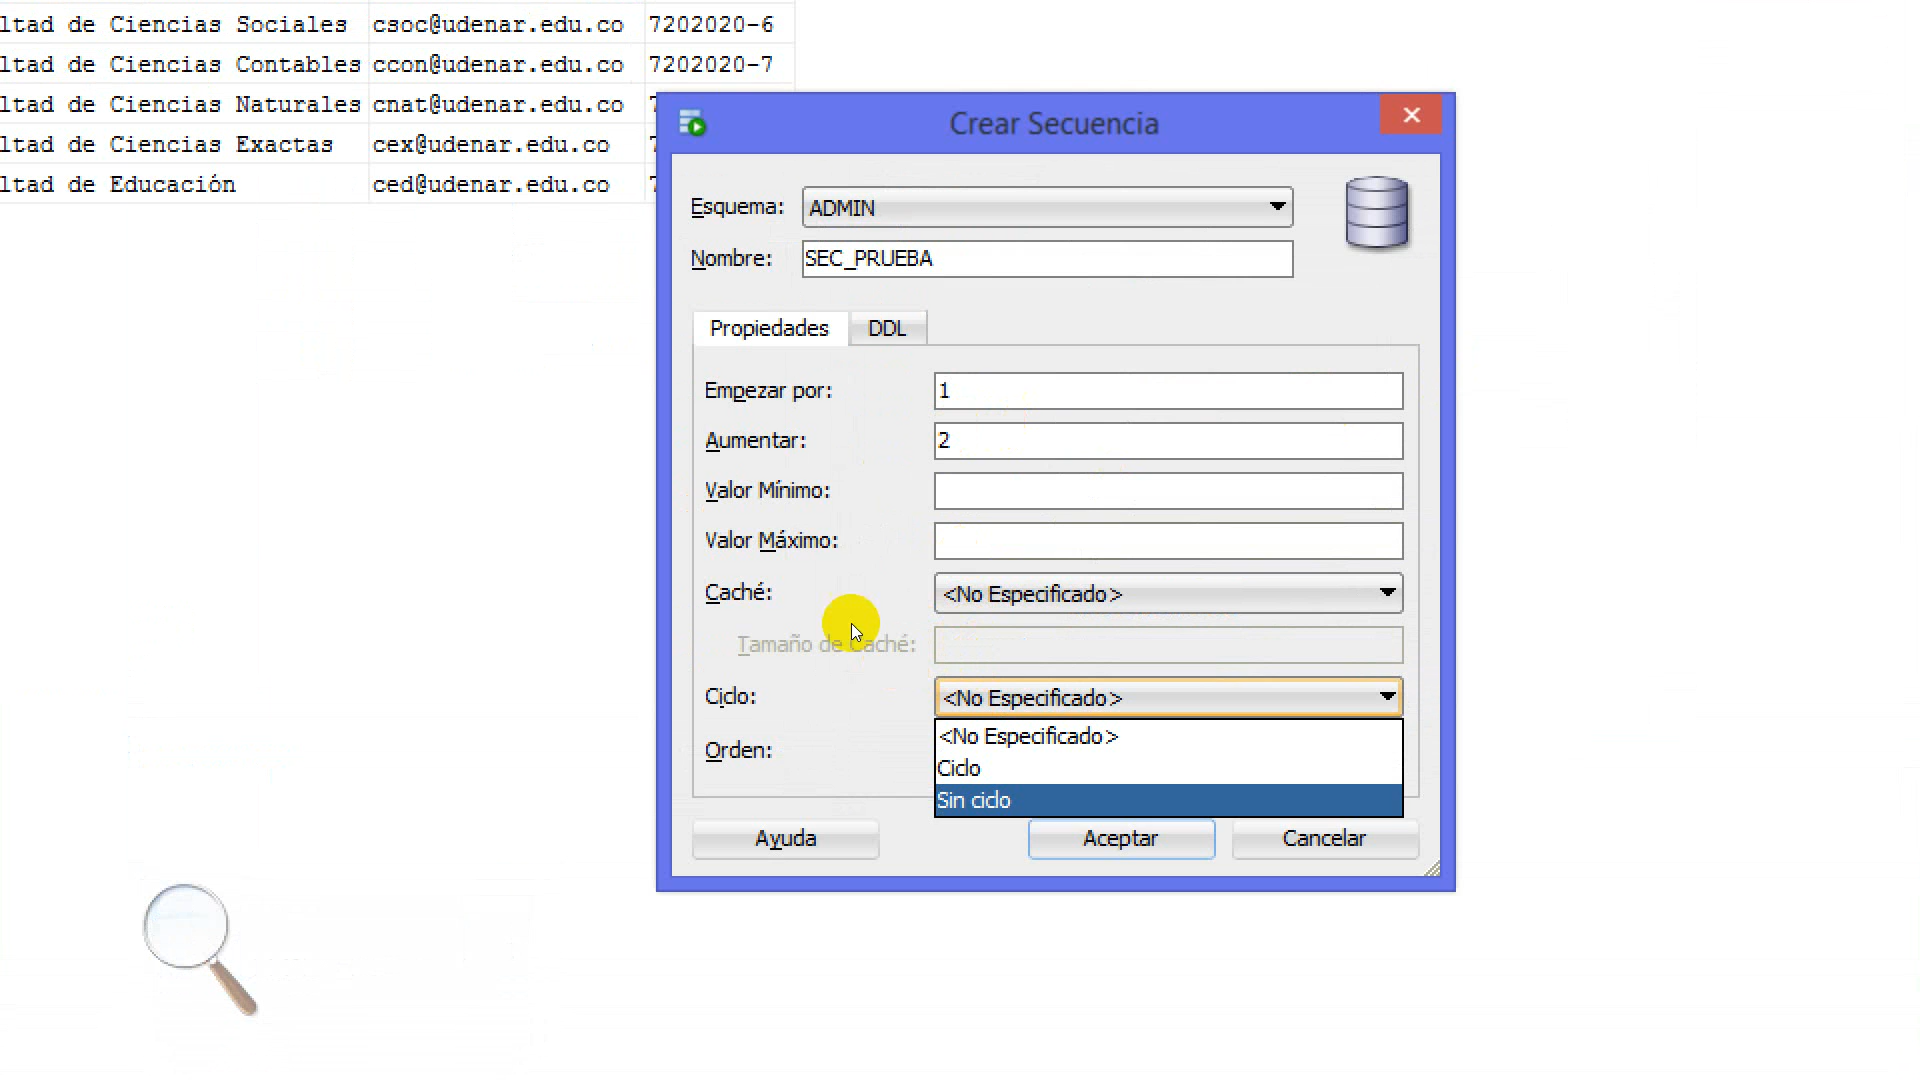 ltad de Ciencias Sociales csoc@udenar.edu.co 7202020-6
ltad de Ciencias Contables ccon@udenar.edu.co 7202020-7
ltad de Ciencias Naturales cnat@udenar.edu.co 7
ltad de Ciencias Exactas cex@udenar.edu.co 7
ltad de Educación ced@udenar.edu.co 7
Crear Secuencia
Esquema: ADMIN
Nombre: SEC_PRUEBA
Propiedades DDL
Empezar por: 1
Aumentar: 2
Valor Mínimo:
Valor Máximo:
Caché: <No Especificado>
Tamaño de Caché:
Ciclo: <No Especificado>
<No Especificado>
Orden:
Ciclo
Sin ciclo
Ayuda Aceptar Cancelar